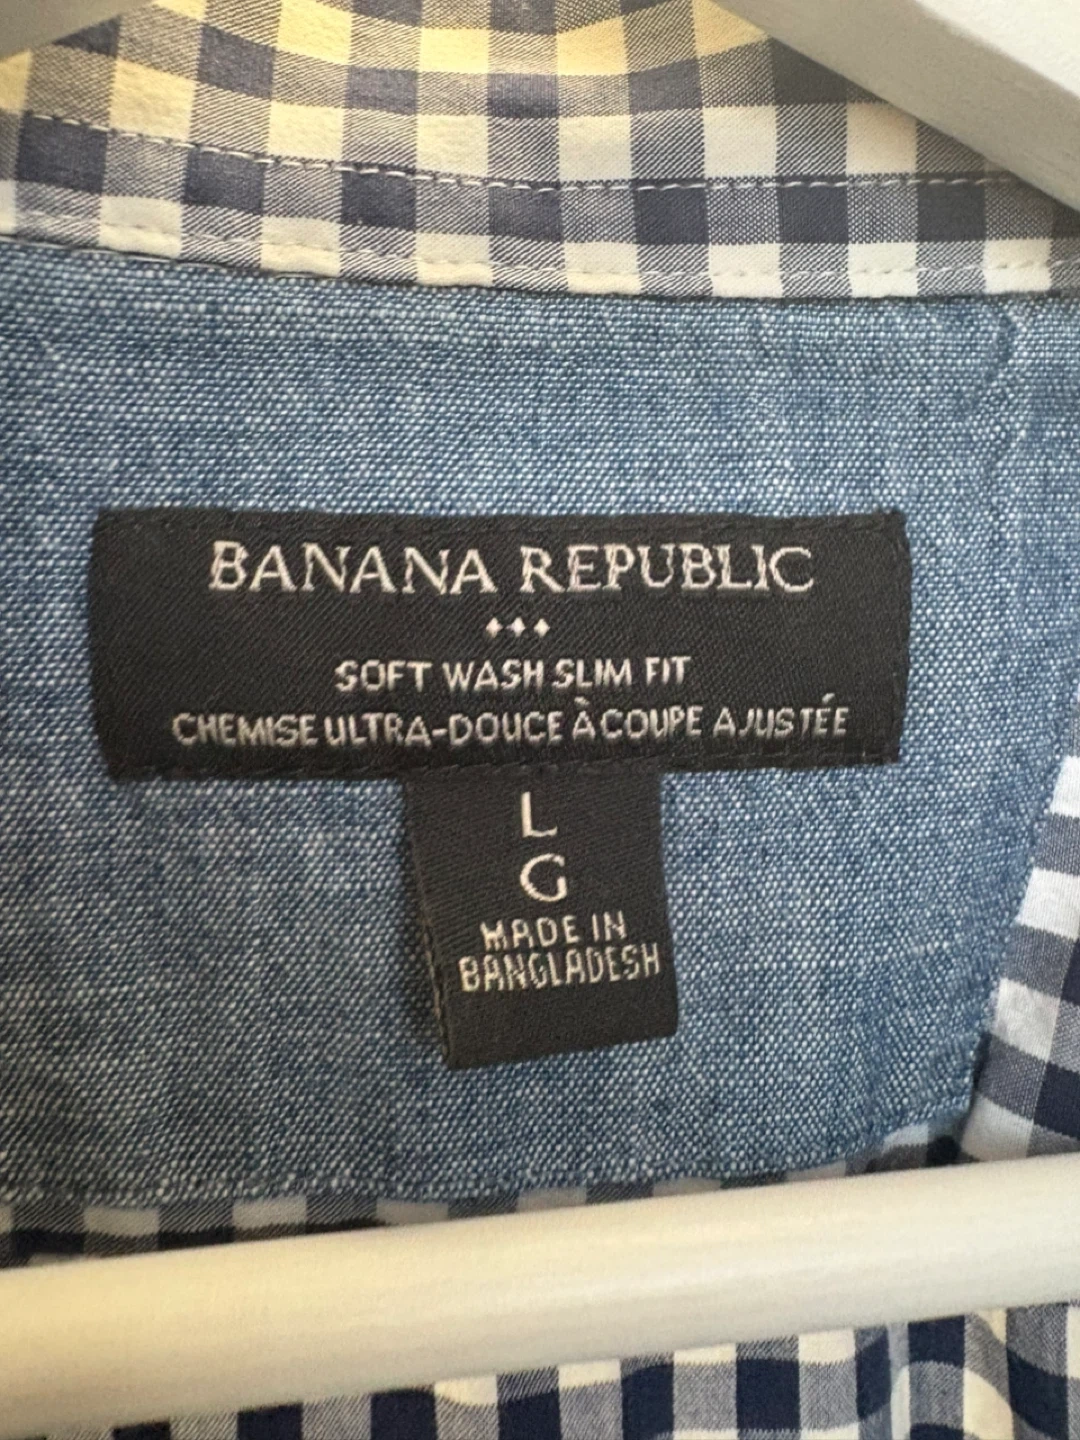 BANANA REPUBLIC
SOFT WASH SLIM FIT
CHEMISE ULTRA-DOUCE À COUPE AJUSTÉE
L
G
MADE IN
BANGLADESH